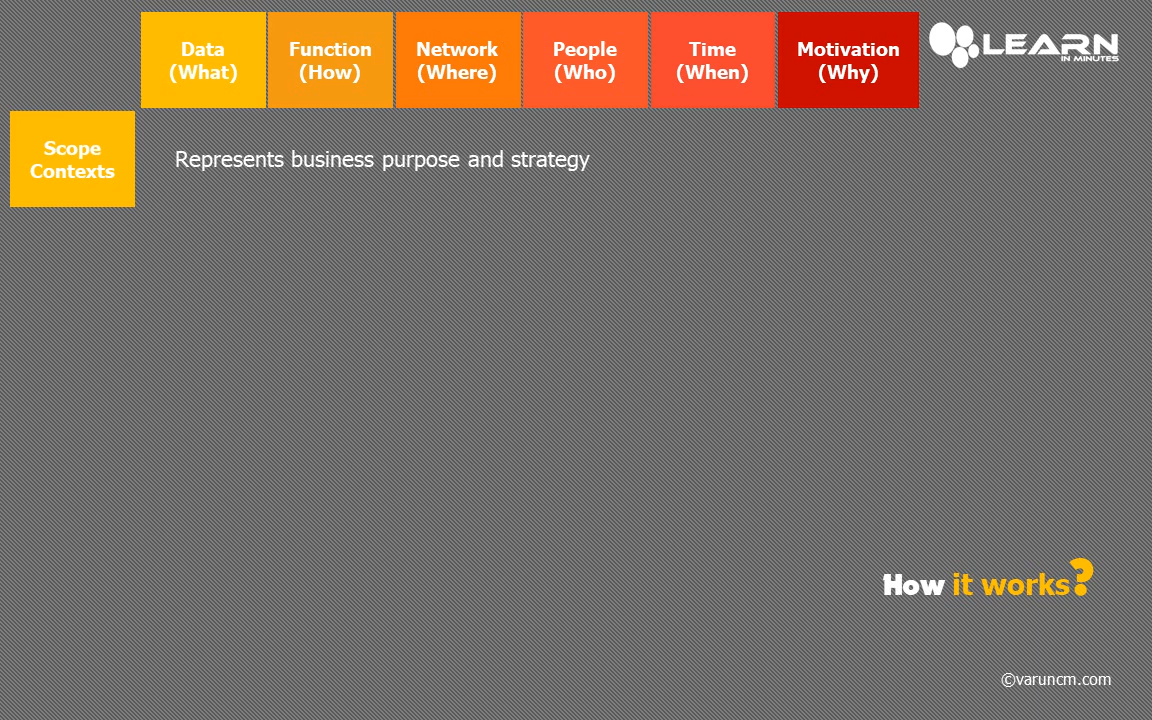 Data
(What)
Function
(How)
Network
(Where)
People
(Who)
Time
(When)
Motivation
(Why)
LEARN
IN MINUTES
Scope
Contexts
Represents business purpose and strategy
How it works?
©varuncm.com